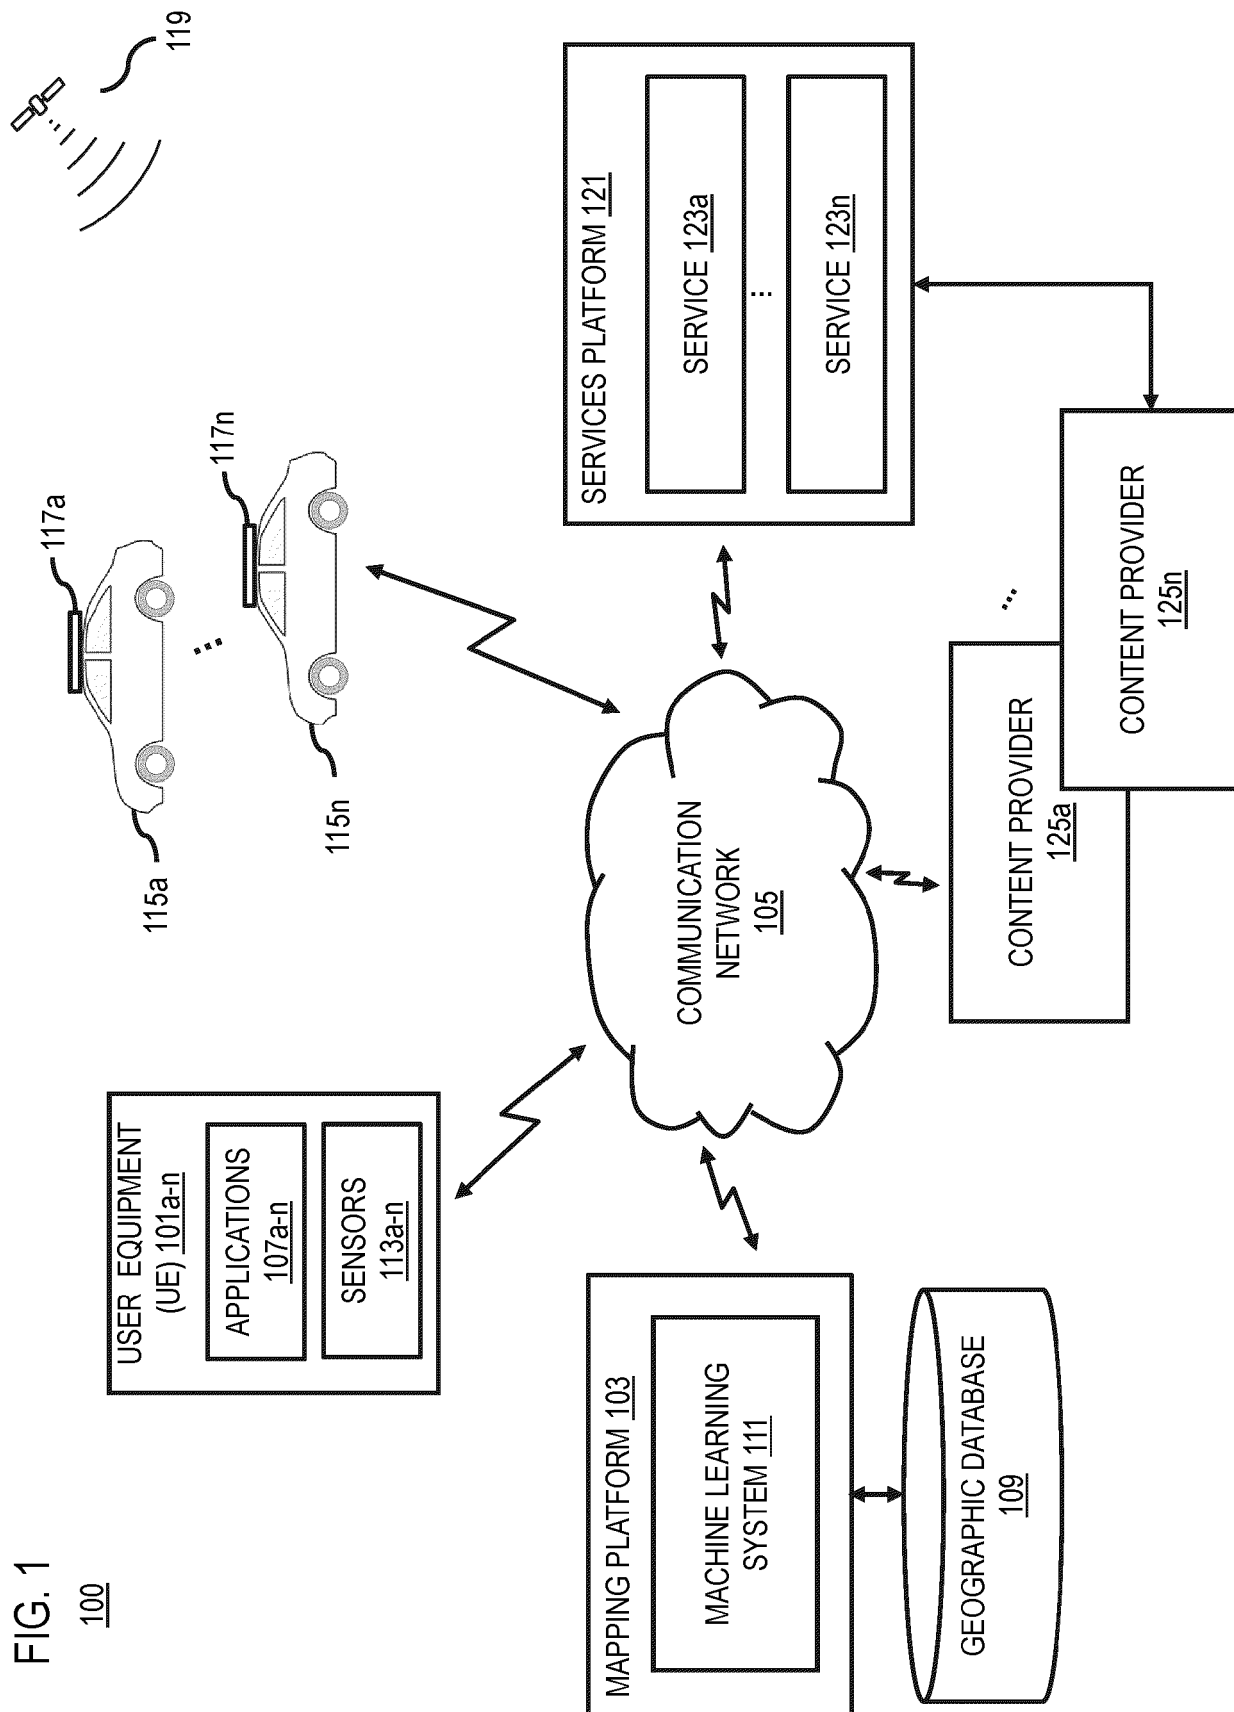 FIG. 1
100
USER EQUIPMENT
(UE) 101a-n
APPLICATIONS
107a-n
SENSORS
113a-n
115a
117a
...
115n
117n
119
MAPPING PLATFORM 103
MACHINE LEARNING
SYSTEM 111
GEOGRAPHIC DATABASE
109
COMMUNICATION
NETWORK
105
SERVICES PLATFORM 121
SERVICE 123a
...
SERVICE 123n
CONTENT PROVIDER
125a
...
CONTENT PROVIDER
125n